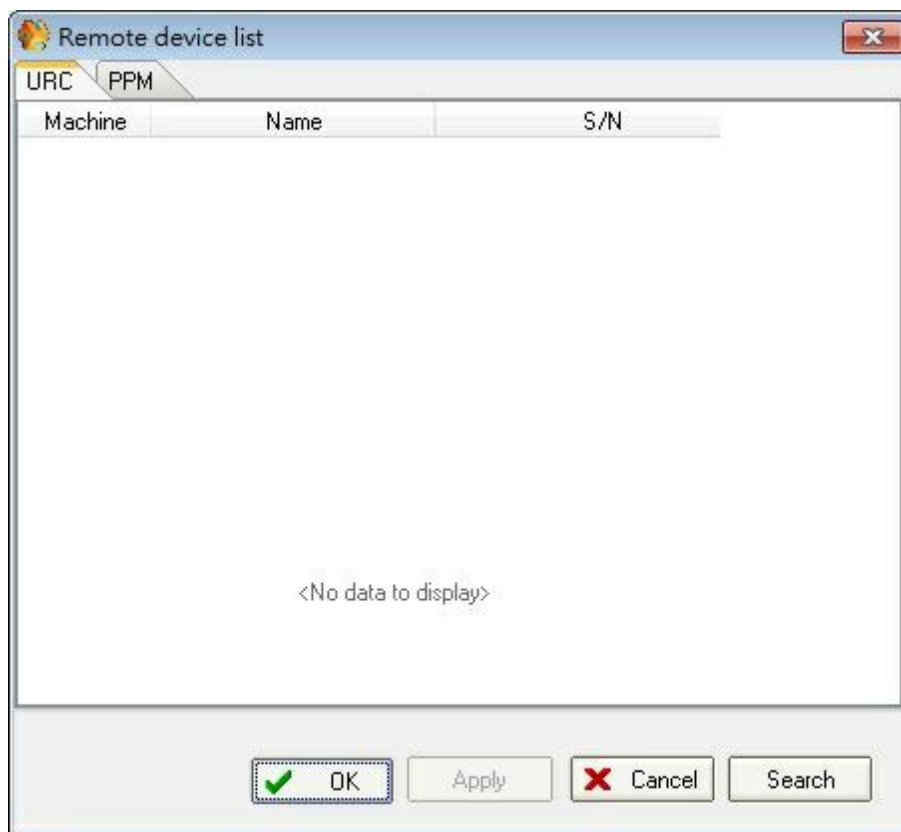 Remote device list
URC PPM
Machine Name S/N
<No data to display>
OK Apply Cancel Search